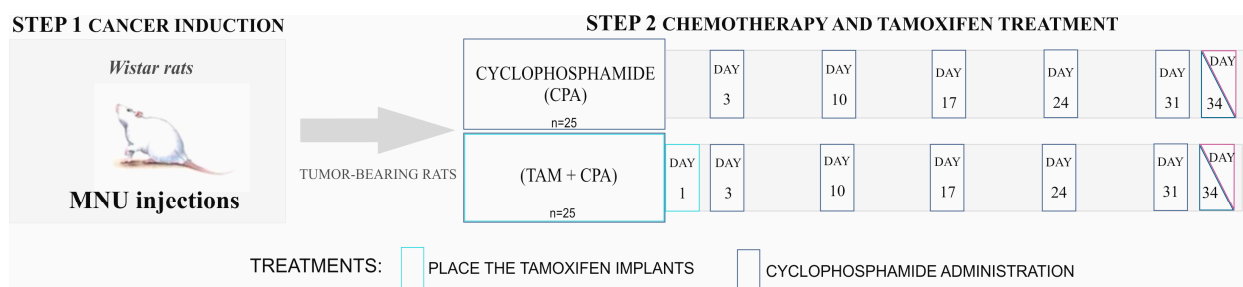 STEP 1 CANCER INDUCTION
STEP 2 CHEMOTHERAPY AND TAMOXIFEN TREATMENT
Wistar rats
MNU injections
TUMOR-BEARING RATS
CYCLOPHOSPHAMIDE
(CPA)
n=25
DAY
3
DAY
10
DAY
17
DAY
24
DAY
31
DAY
34
(TAM + CPA)
n=25
DAY
1
DAY
3
DAY
10
DAY
17
DAY
24
DAY
31
DAY
34
TREATMENTS:
PLACE THE TAMOXIFEN IMPLANTS
CYCLOPHOSPHAMIDE ADMINISTRATION